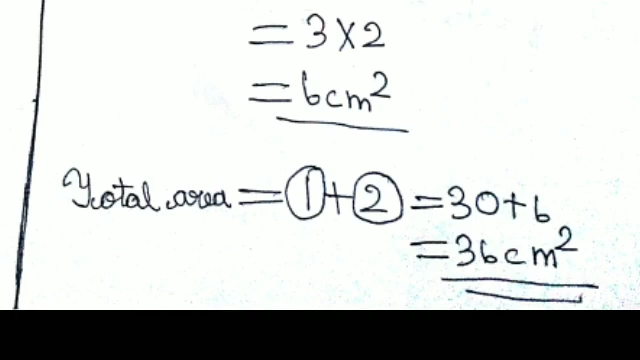 = 3 × 2
= 6cm²
Total area = ① + ② = 30 + 6
= 36cm²